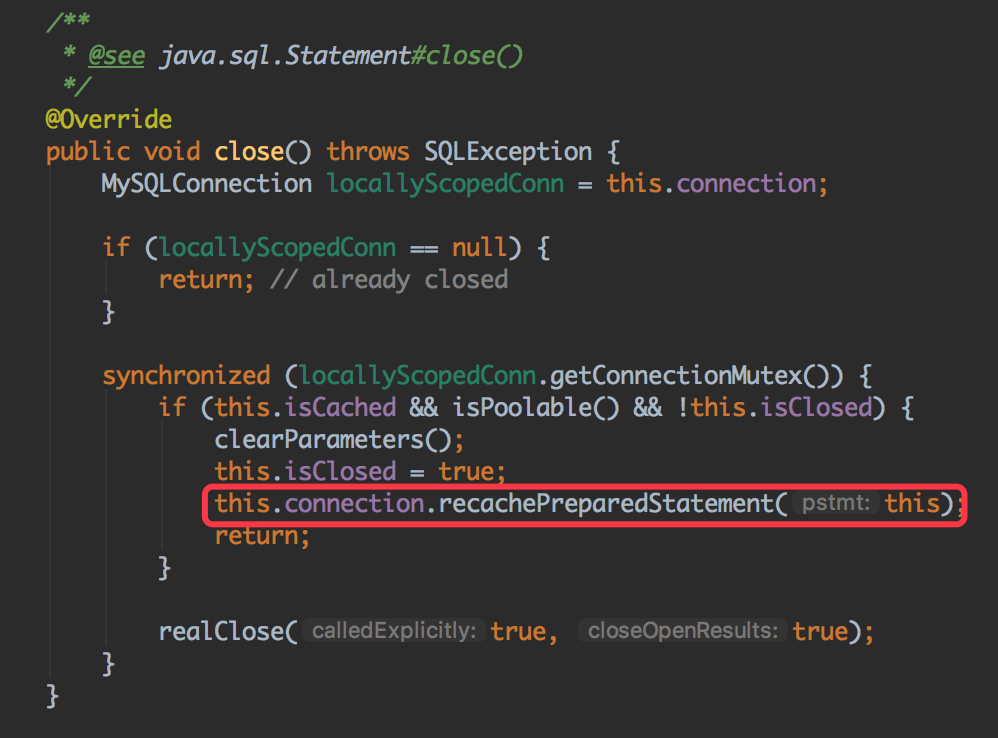 /**
 * @see java.sql.Statement#close()
 */
@Override
public void close() throws SQLException {
    MySQLConnection locallyScopedConn = this.connection;

    if (locallyScopedConn == null) {
        return; // already closed
    }

    synchronized (locallyScopedConn.getConnectionMutex()) {
        if (this.isCached && isPoolable() && !this.isClosed) {
            clearParameters();
            this.isClosed = true;
            this.connection.recachePreparedStatement( pstmt: this);
            return;
        }

        realClose( calledExplicitly: true, closeOpenResults: true);
    }
}